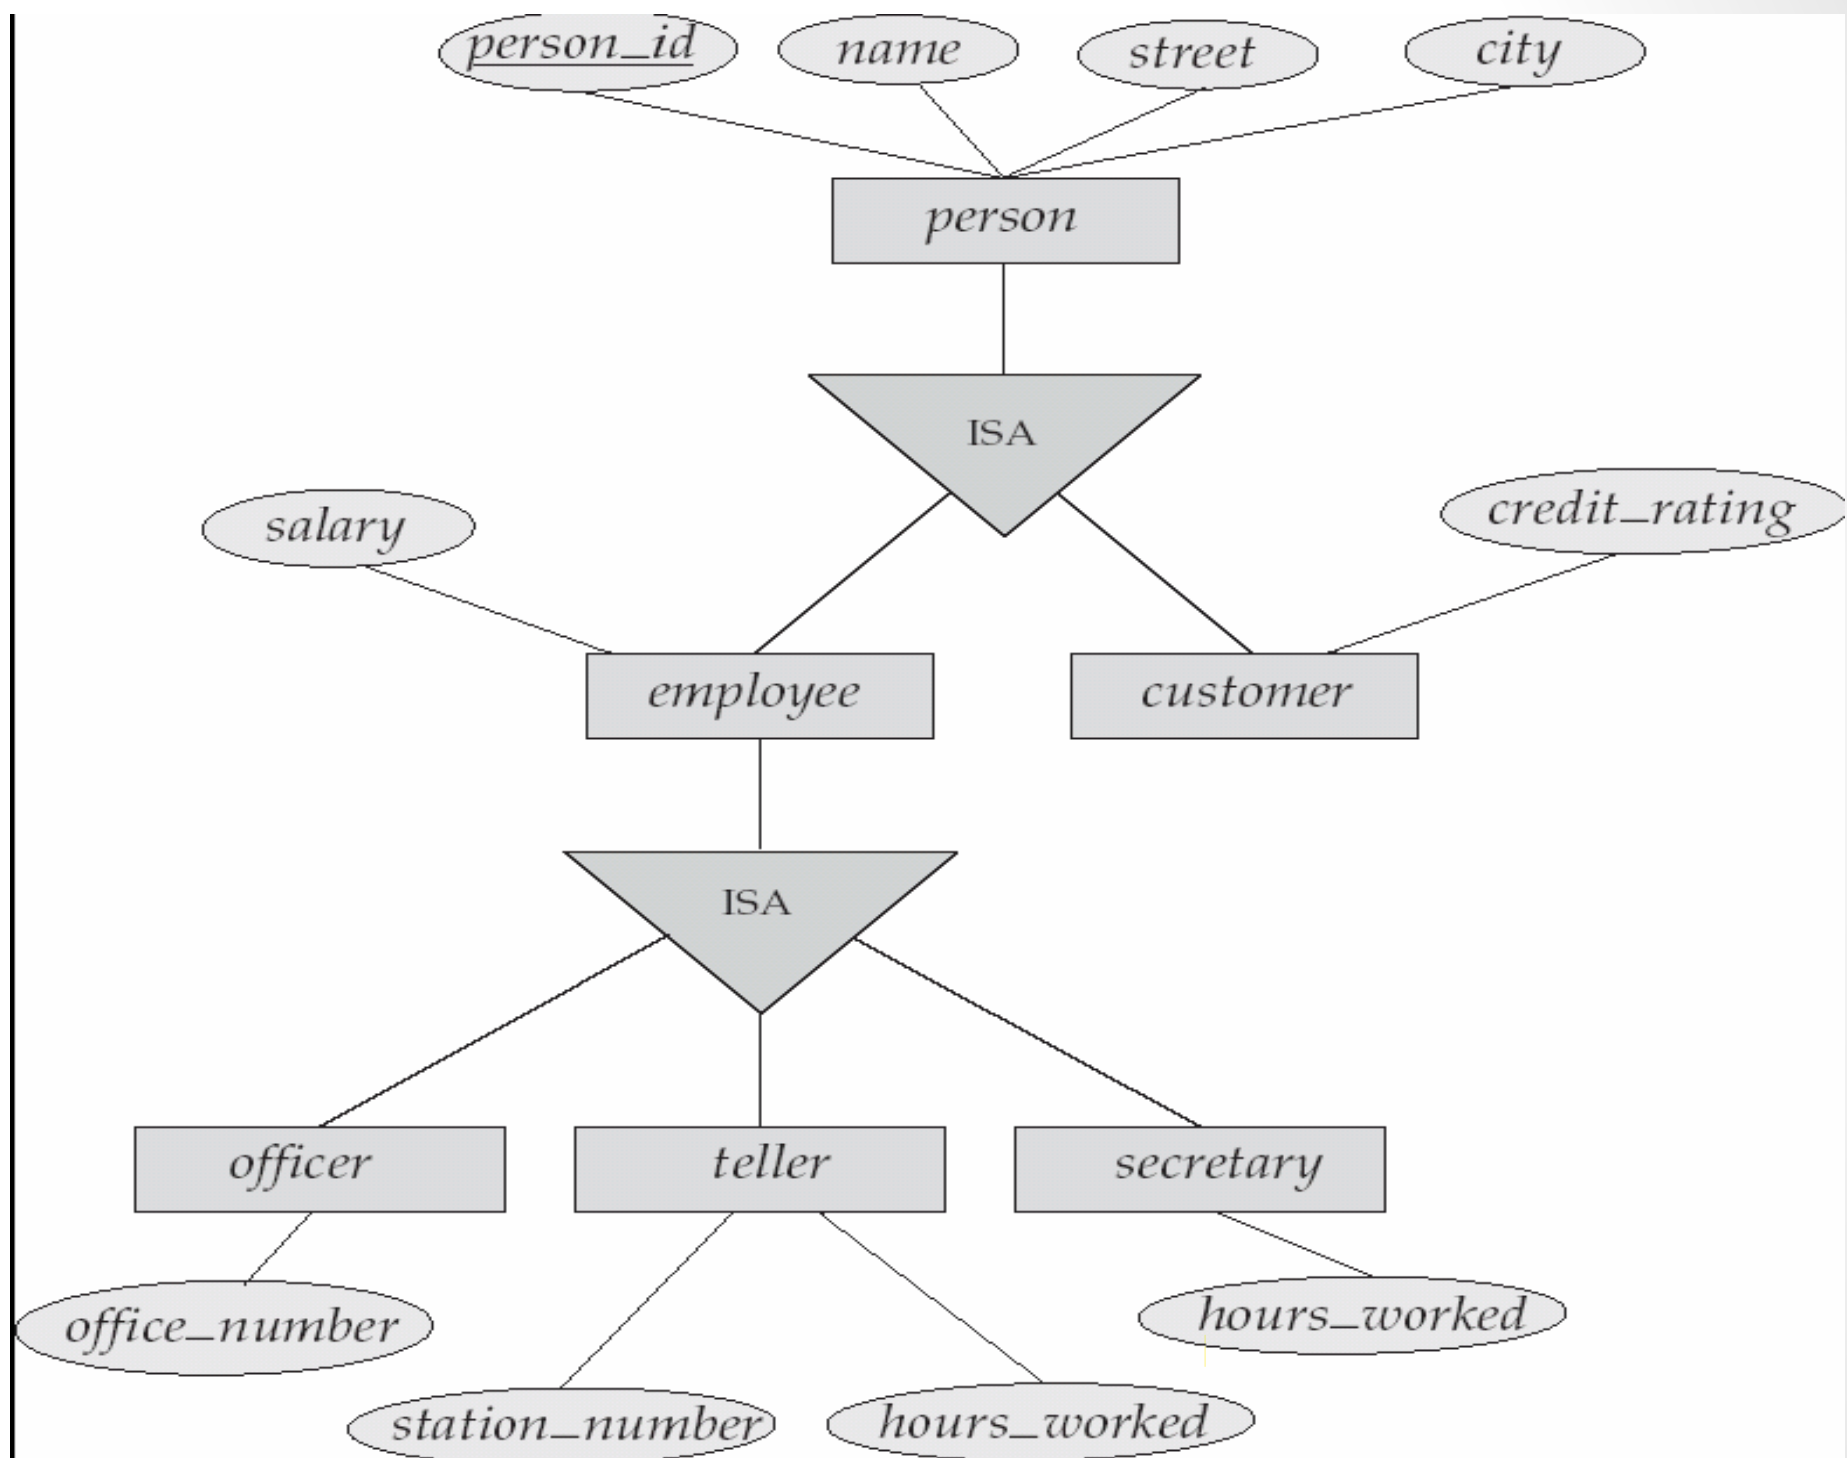 person_id
name
street
city
person
ISA
salary
credit_rating
employee
customer
ISA
officer
teller
secretary
office_number
hours_worked
station_number
hours_worked